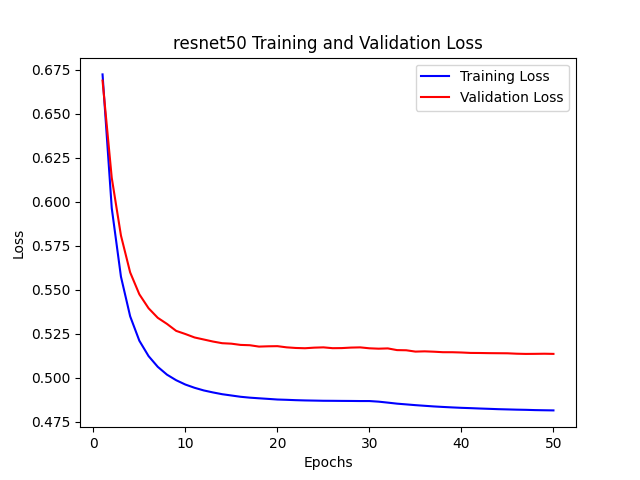 resnet50 Training and Validation Loss
Training Loss
Validation Loss
0.675
0.650
0.625
0.600
0.575
0.550
0.525
0.500
0.475
Loss
0 10 20 30 40 50
Epochs